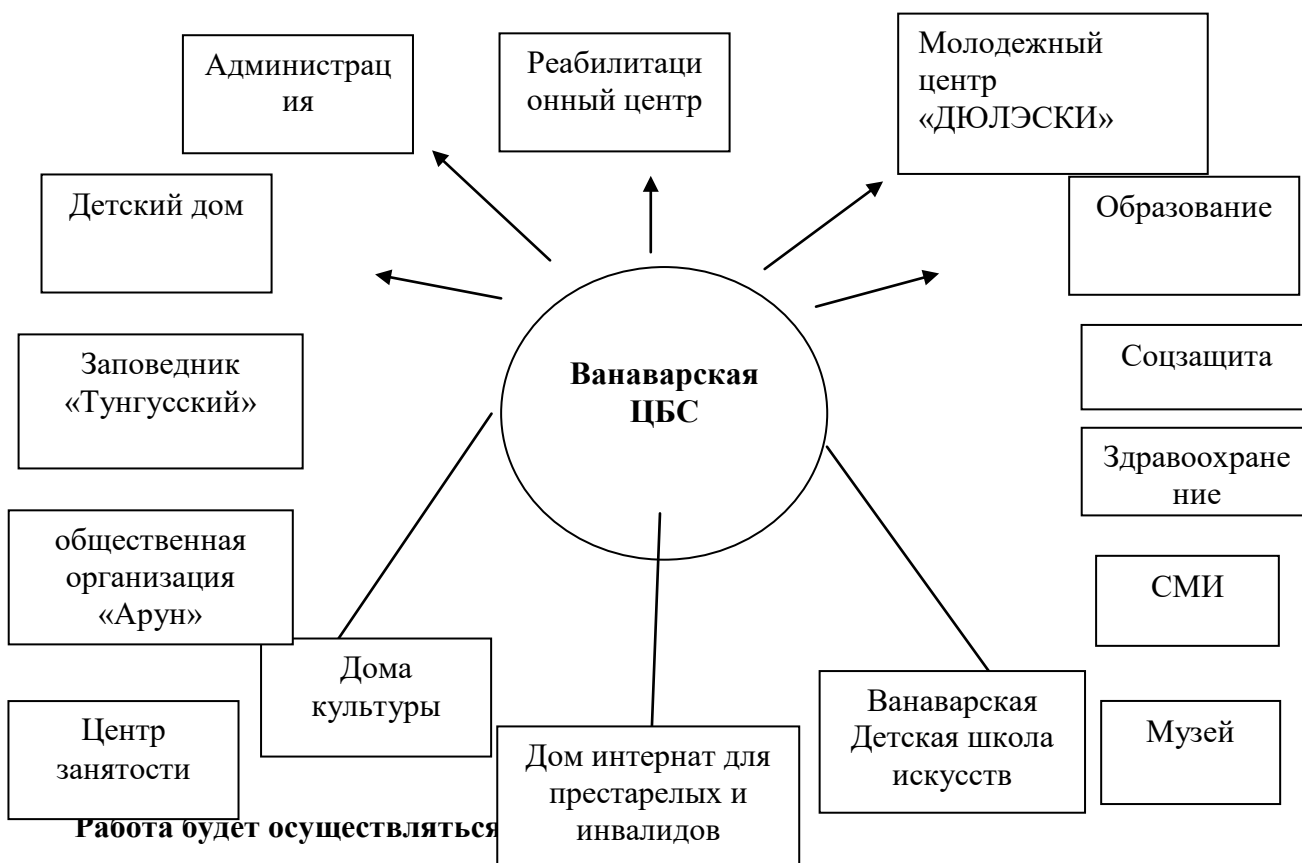 Администрац
ия
Реабилитаци
онный центр
Молодежный
центр
«ДЮЛЭСКИ»
Детский дом
Образование
Заповедник
«Тунгусский»
Ванаварская
ЦБС
Соцзащита
Здравоохране
ние
общественная
организация
«Арун»
СМИ
Дома
культуры
Ванаварская
Детская школа
искусств
Музей
Центр
занятости
Дом интернат для
престарелых и
инвалидов
Работа будет осуществляться